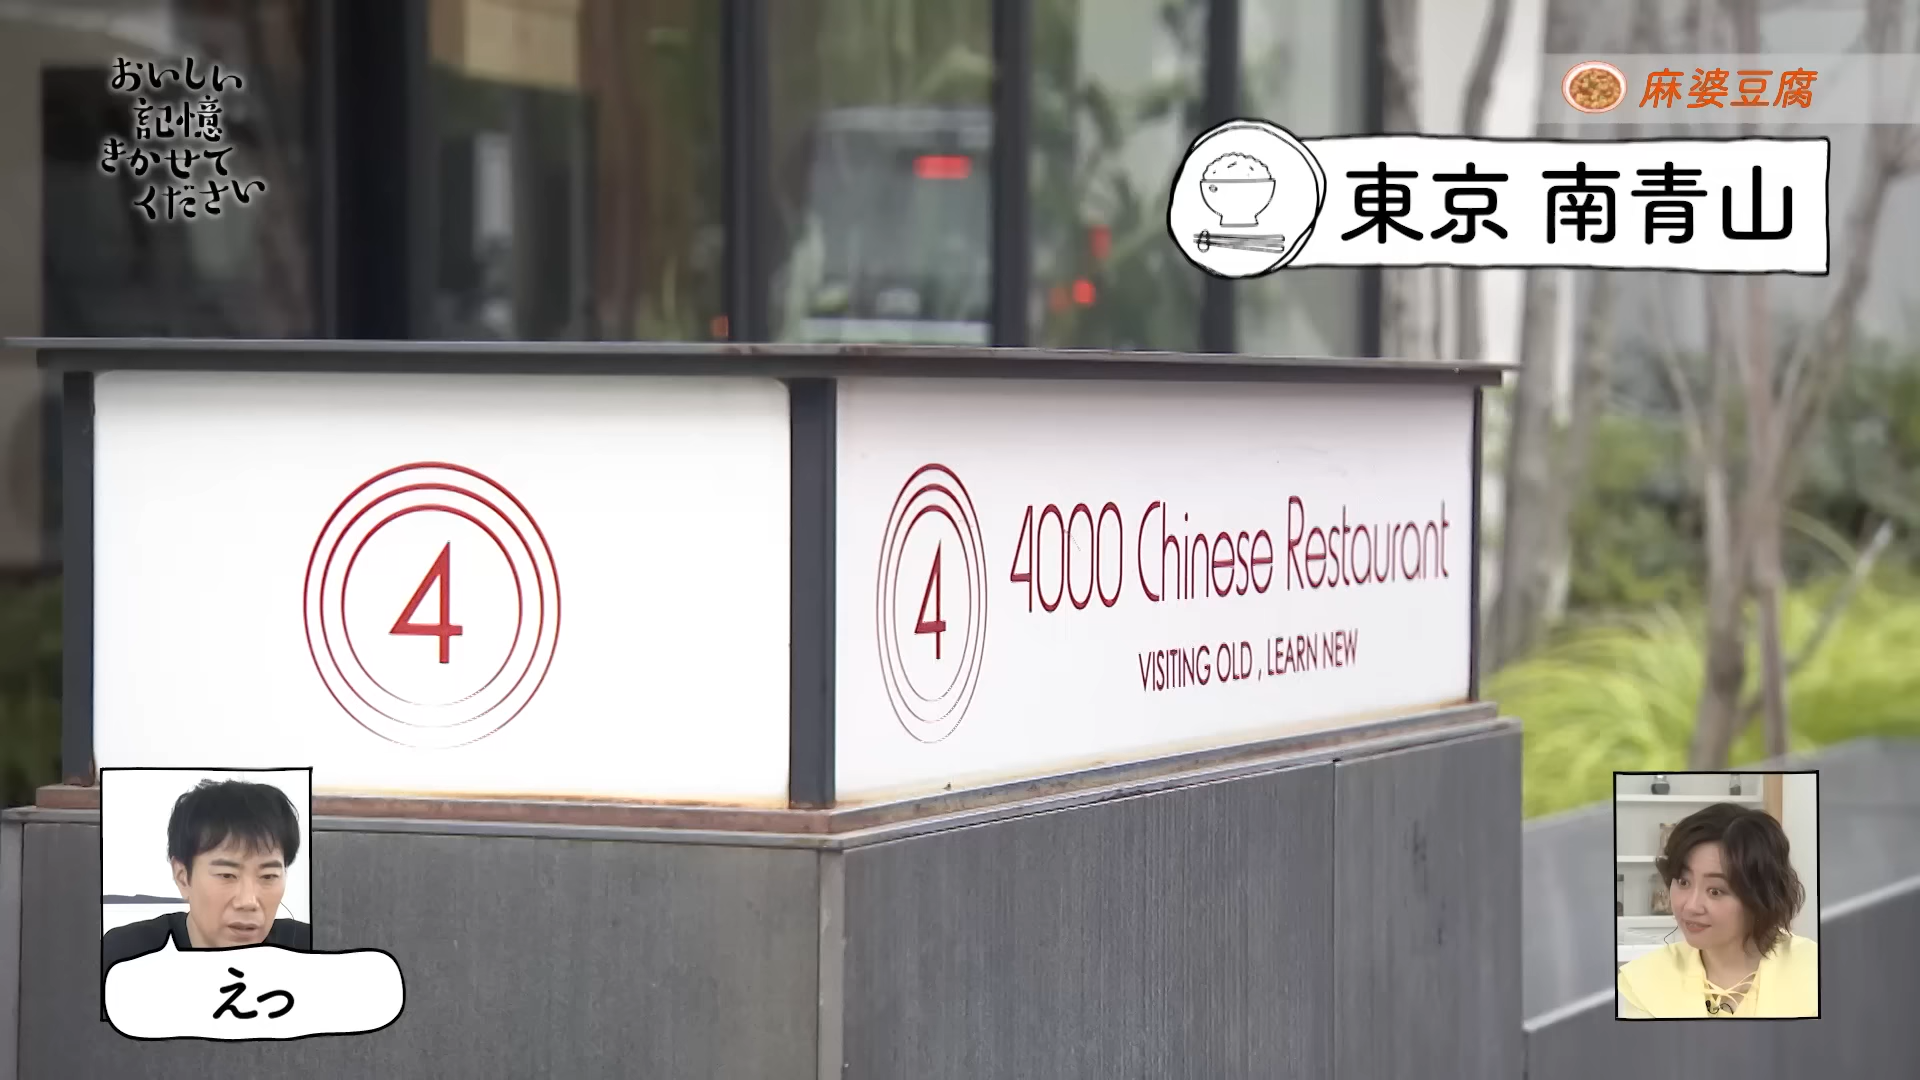 おいしい
記憶
きかせて
ください
麻婆豆腐
東京 南青山
4
4
4000 Chinese Restaurant
VISITING OLD , LEARN NEW
えっ